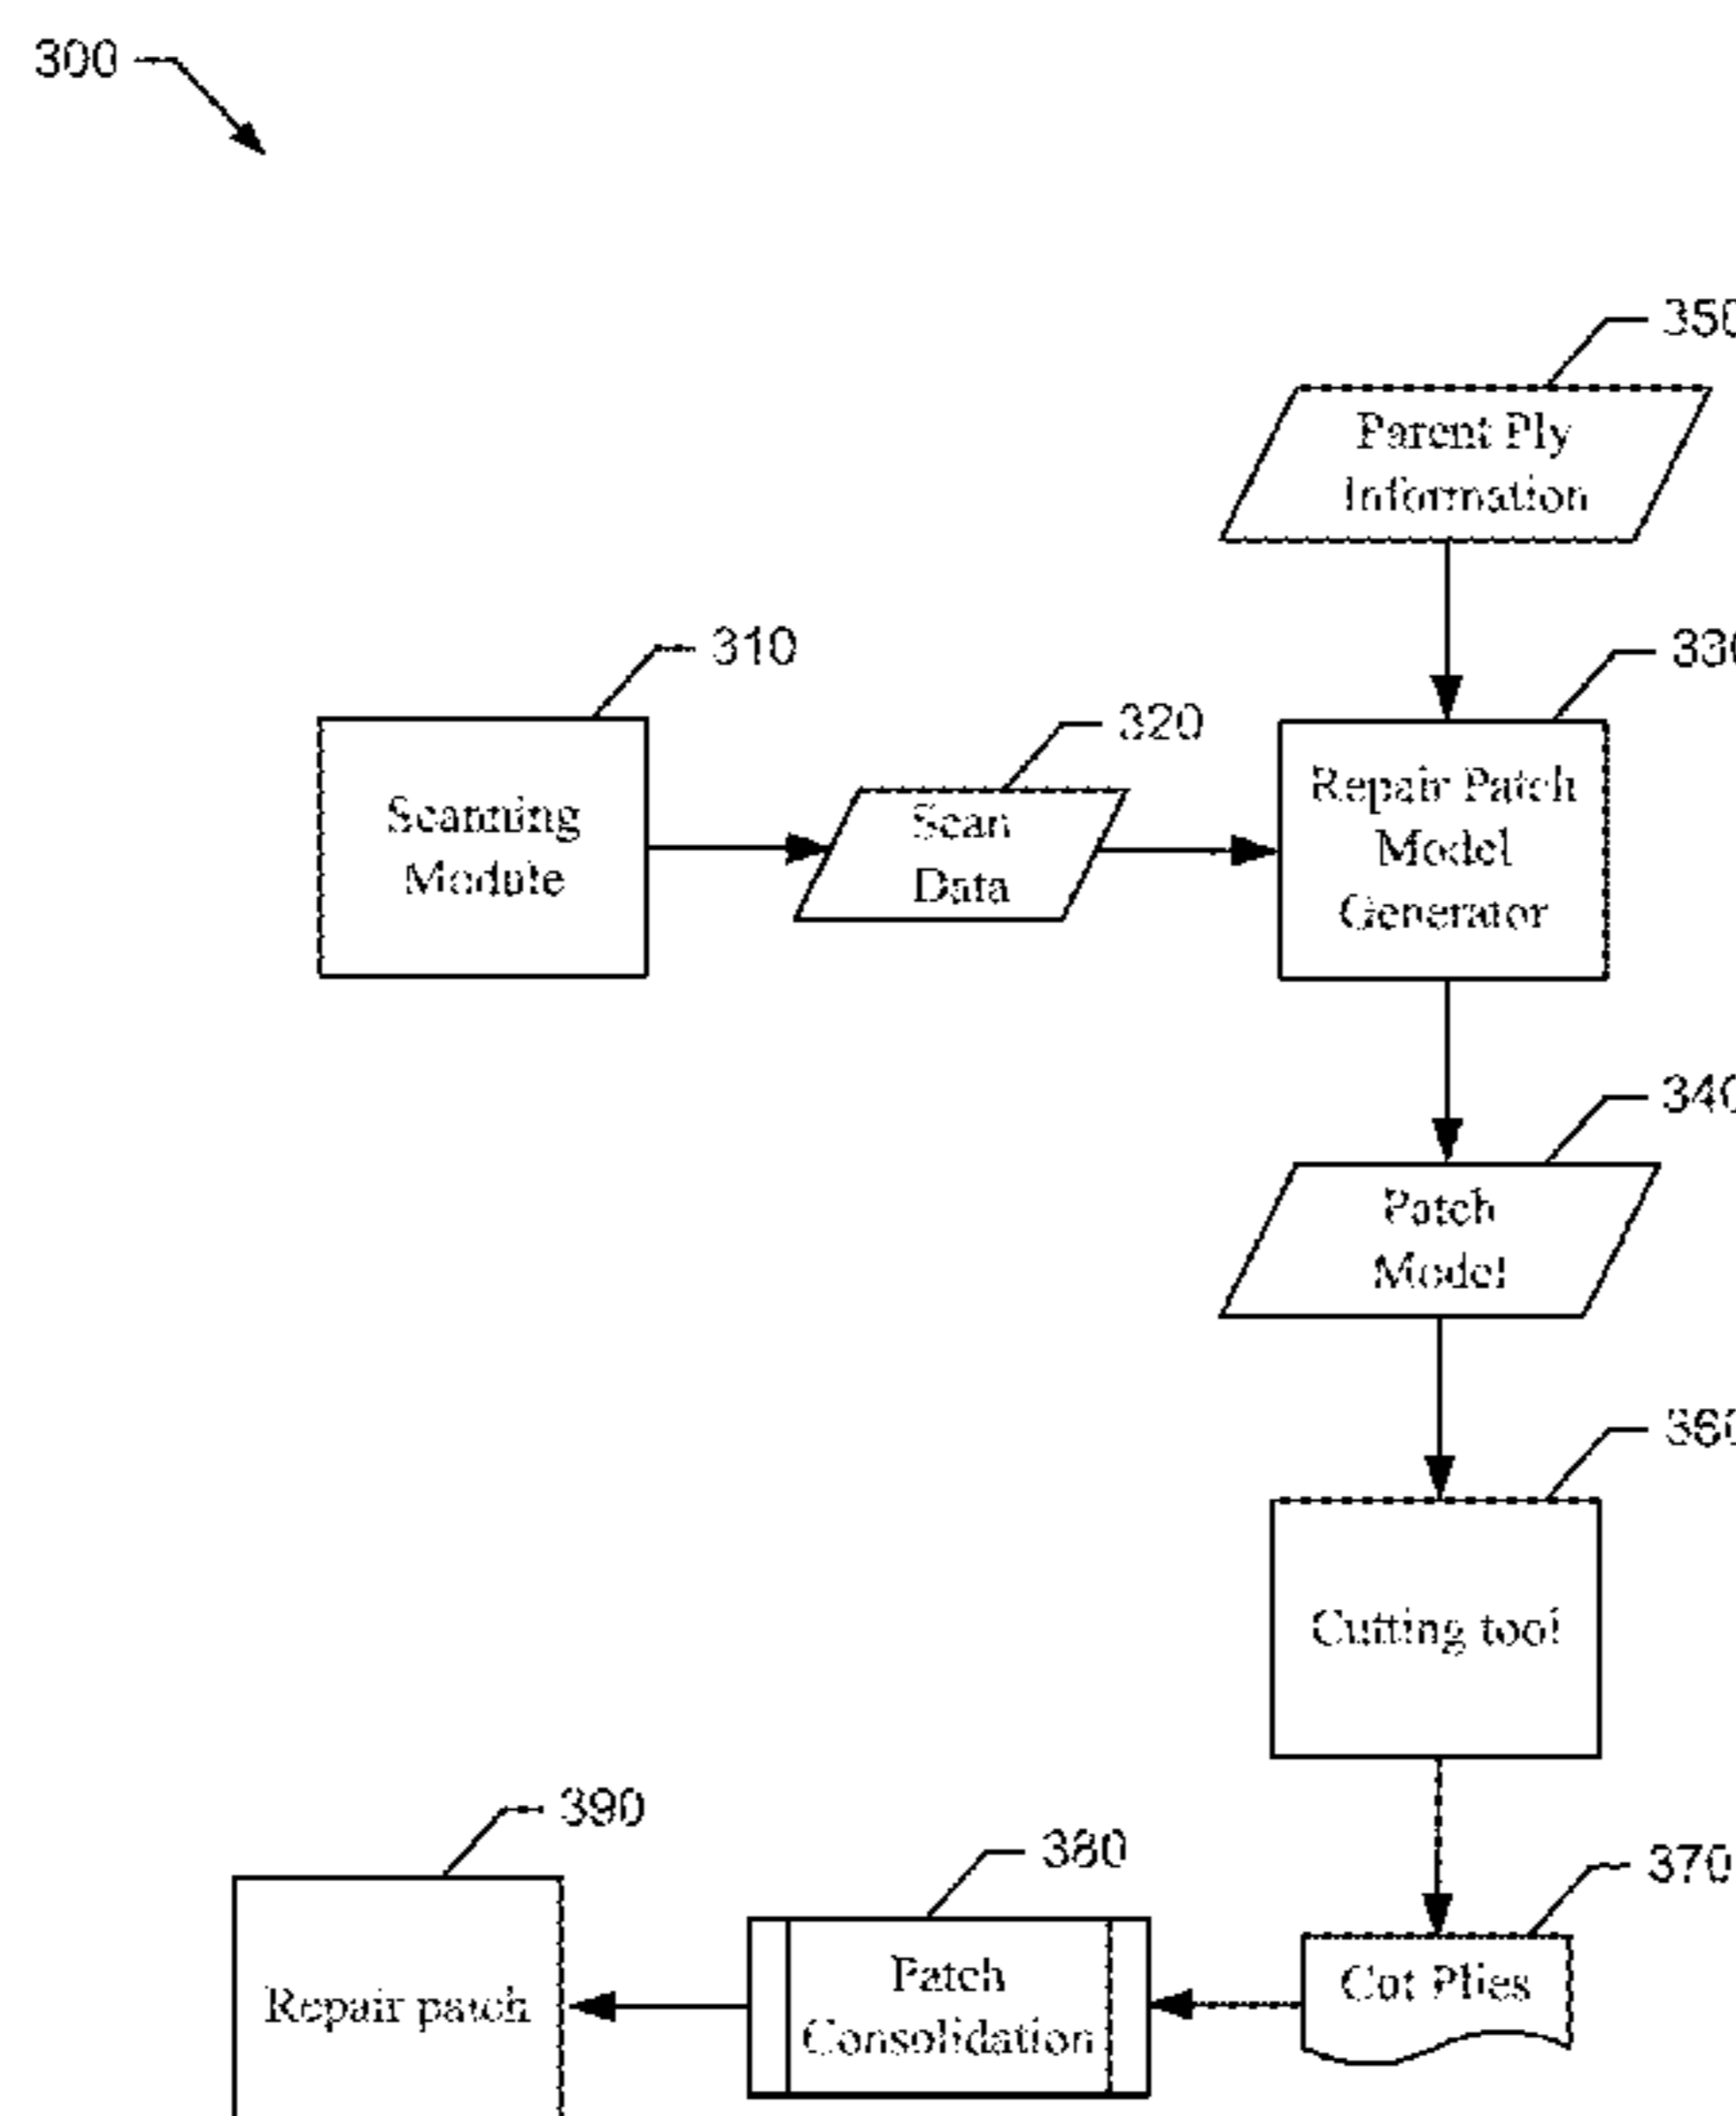 300
350
Parent Ply
Information
310
330
320
Scanning
Module
Scan
Data
Repair Patch
Model
Generator
340
Patch
Model
360
Cutting tool
390
380
370
Repair patch
Patch
Consolidation
Cut Plies